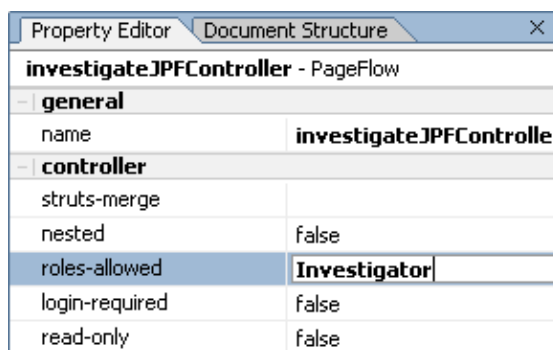 Property Editor Document Structure
investigateJPFController - PageFlow
general
name investigateJPFControlle
controller
struts-merge
nested false
roles-allowed Investigator
login-required false
read-only false